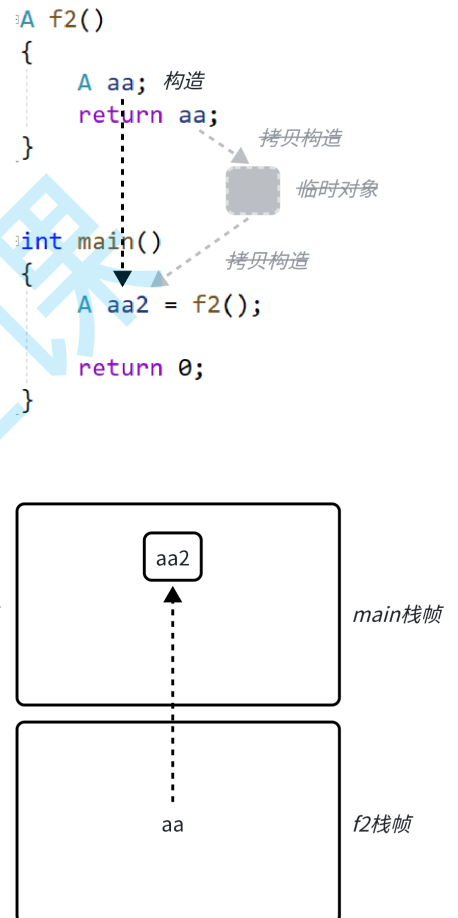 A f2()
{
A aa; 构造
return aa;
}
拷贝构造
临时对象
拷贝构造
int main()
{
A aa2 = f2();
return 0;
}
课
aa2
main栈帧
aa
f2栈帧